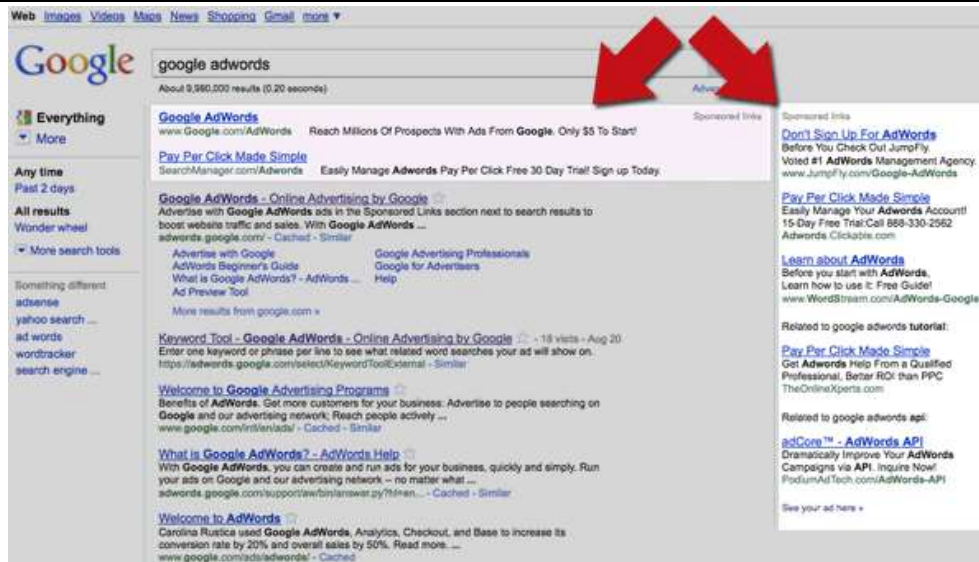 Web Images Videos Maps News Shopping Gmail more ▼
Google
google adwords
About 9,980,000 results (0.20 seconds)
Everything
More
Any time
Past 2 days
All results
Wonder wheel
More search tools
Something different
adsense
yahoo search ...
ad words
wordtracker
search engine ...
Google AdWords
Sponsored links
www.Google.com/AdWords Reach Millions Of Prospects With Ads From Google. Only $5 To Start!
Pay Per Click Made Simple
SearchManager.com/Adwords Easily Manage Adwords Pay Per Click Free 30 Day Trial! Sign up Today.
Google AdWords - Online Advertising by Google
Advertise with Google AdWords ads in the Sponsored Links section next to search results to
boost website traffic and sales. With Google AdWords ...
adwords.google.com/ - Cached - Similar
Advertise with Google Google Advertising Professionals
AdWords Beginner's Guide Google for Advertisers
What is Google AdWords? - AdWords ... Help
Ad Preview Tool
More results from google.com »
Keyword Tool - Google AdWords - Online Advertising by Google - 18 visits - Aug 20
Enter one keyword or phrase per line to see what related word searches your ad will show on.
https://adwords.google.com/select/KeywordToolExternal - Similar
Welcome to Google Advertising Programs
Benefits of AdWords. Get more customers for your business: Advertise to people searching on
Google and our advertising network; Reach people actively ...
www.google.com/intl/en/ads/ - Cached - Similar
What is Google AdWords? - AdWords Help
With Google AdWords, you can create and run ads for your business, quickly and simply. Run
your ads on Google and our advertising network – no matter what ...
adwords.google.com/support/aw/bin/answer.py?hl=en... - Cached - Similar
Welcome to AdWords
Carolina Rustica used Google AdWords, Analytics, Checkout, and Base to increase its
conversion rate by 20% and overall sales by 50%. Read more. ...
www.google.com/ads/adwords/ - Cached
Sponsored links
Don't Sign Up For AdWords
Before You Check Out JumpFly.
Voted #1 AdWords Management Agency.
www.JumpFly.com/Google-AdWords
Pay Per Click Made Simple
Easily Manage Your Adwords Account!
15-Day Free Trial:Call 888-330-2562
Adwords.Clickable.com
Learn about AdWords
Before you start with AdWords,
Learn how to use it: Free Guide!
www.WordStream.com/AdWords-Google
Related to google adwords tutorial:
Pay Per Click Made Simple
Get Adwords Help From a Qualified
Professional, Better ROI than PPC
TheOnlineXperts.com
Related to google adwords api:
adCore™ - AdWords API
Dramatically Improve Your AdWords
Campaigns via API. Inquire Now!
PodiumAdTech.com/AdWords-API
See your ad here »